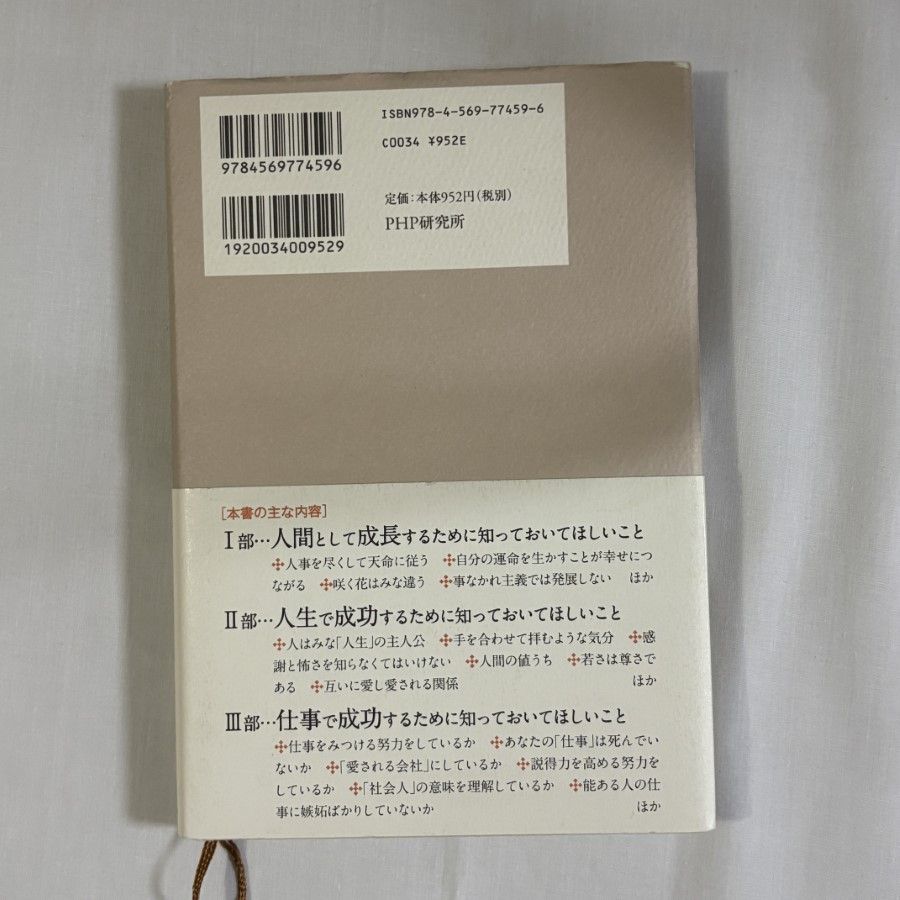 ISBN978-4-569-77459-6
C0034 ¥952E
9784569774596
定価：本体952円（税別）
PHP研究所
1920034009529
［本書の主な内容］
Ⅰ部…人間として成長するために知っておいてほしいこと
✣人事を尽くして天命に従う　✣自分の運命を生かすことが幸せにつ
ながる　✣咲く花はみな違う　✣事なかれ主義では発展しない　ほか
Ⅱ部…人生で成功するために知っておいてほしいこと
✣人はみな「人生」の主人公　✣手を合わせて拝むような気分　✣感
謝と怖さを知らなくてはいけない　✣人間の値うち　✣若さは尊さで
ある　✣互いに愛し愛される関係　ほか
Ⅲ部…仕事で成功するために知っておいてほしいこと
✣仕事をみつける努力をしているか　✣あなたの「仕事」は死んでい
ないか　✣「愛される会社」にしているか　✣説得力を高める努力を
しているか　✣「社会人」の意味を理解しているか　✣能ある人の仕
事に嫉妬ばかりしていないか　ほか